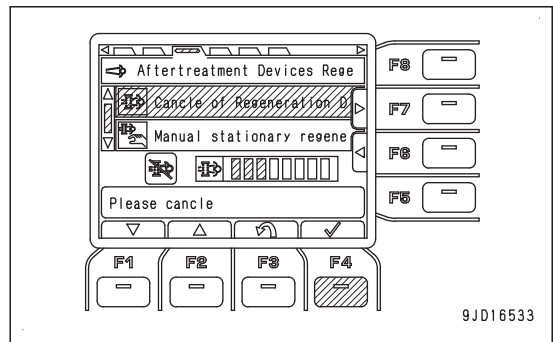 Aftertreatment Devices Rege
Cancle of Regeneration D
Manual stationary regene
Please cancle
F8
F7
F6
F5
F1
F2
F3
F4
9JD16533